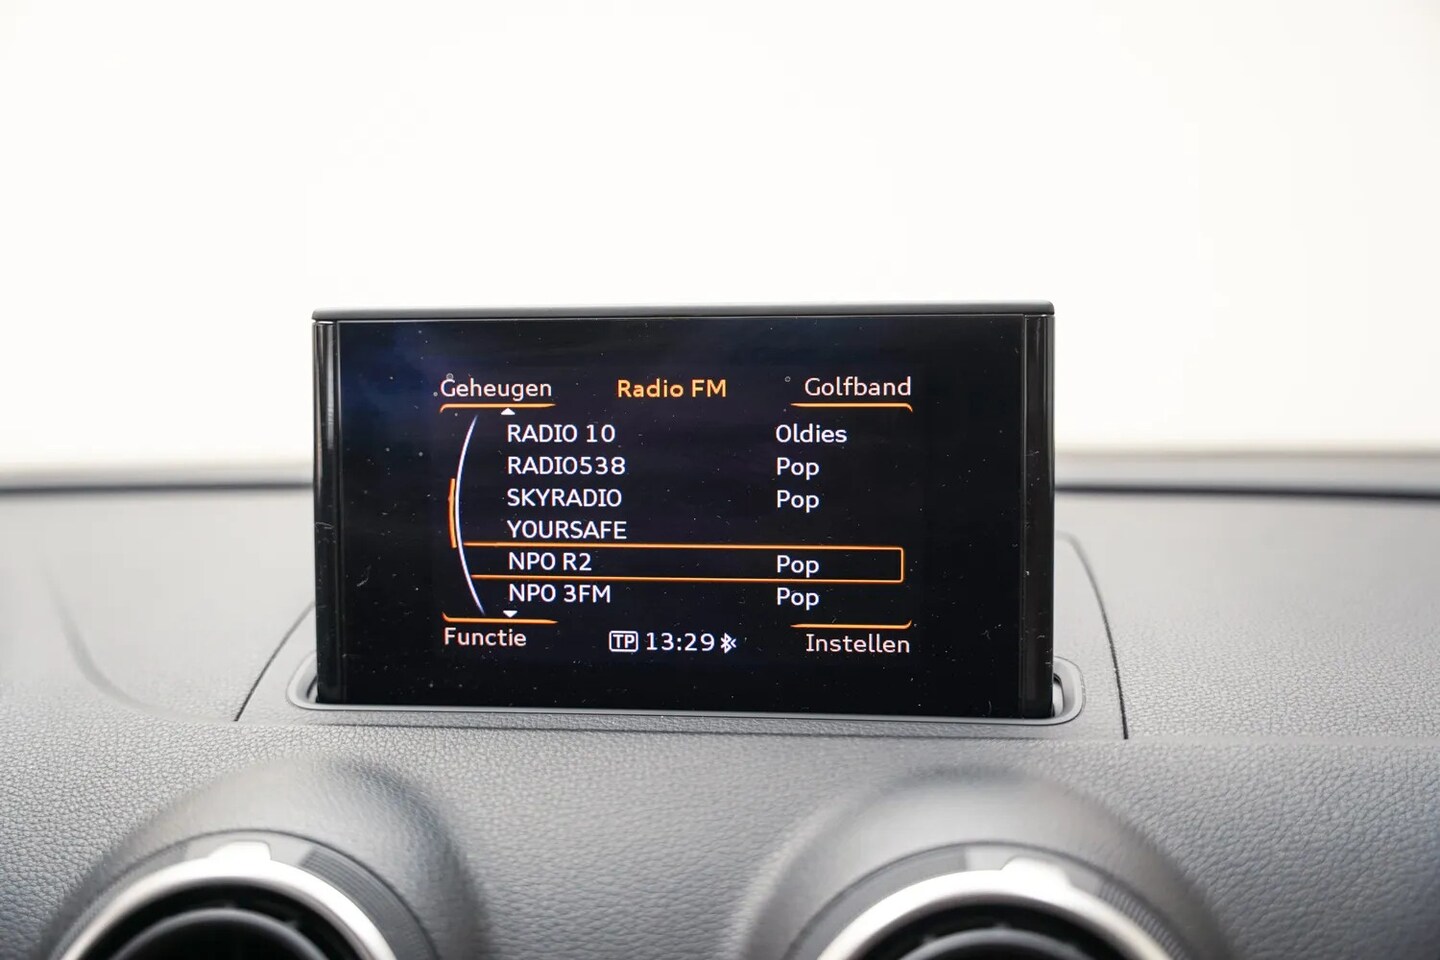 Geheugen Radio FM Golfband
RADIO 10 Oldies
RADIO538 Pop
SKYRADIO Pop
YOURSAFE
NPO R2 Pop
NPO 3FM Pop
Functie TP 13:29 Instellen